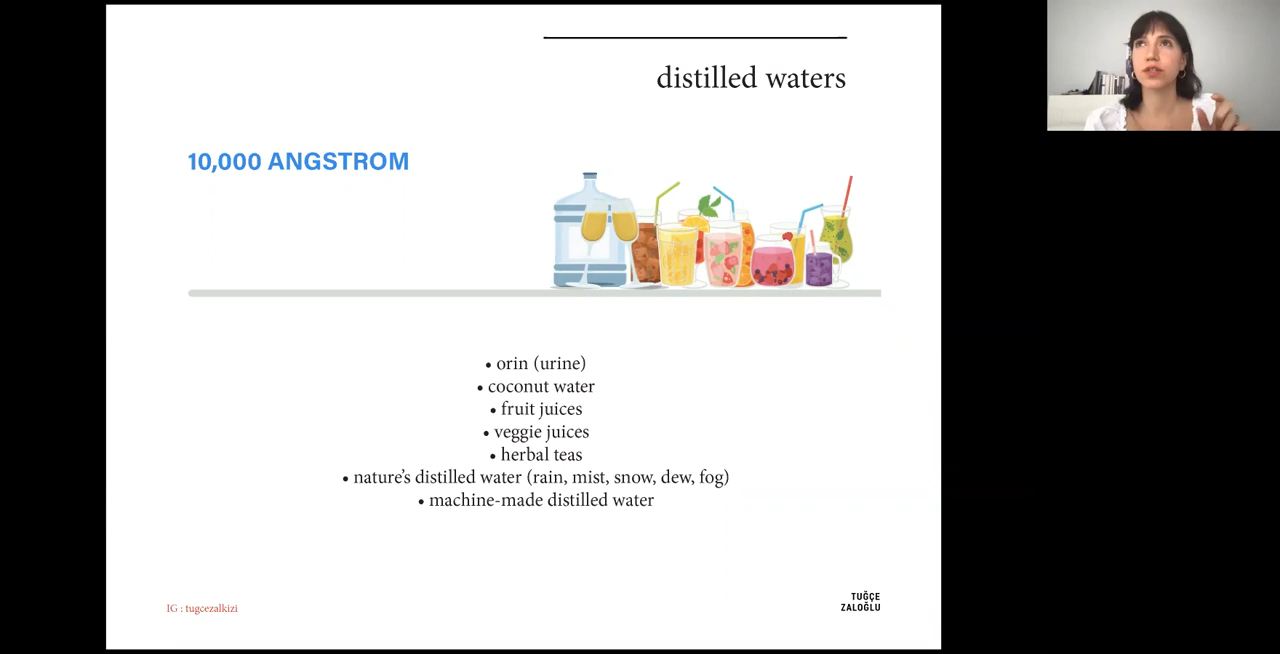 distilled waters
10,000 ANGSTROM
• orin (urine)
• coconut water
• fruit juices
• veggie juices
• herbal teas
• nature’s distilled water (rain, mist, snow, dew, fog)
• machine-made distilled water
IG : tugcezalkizi
TUĞÇE
ZALOĞLU